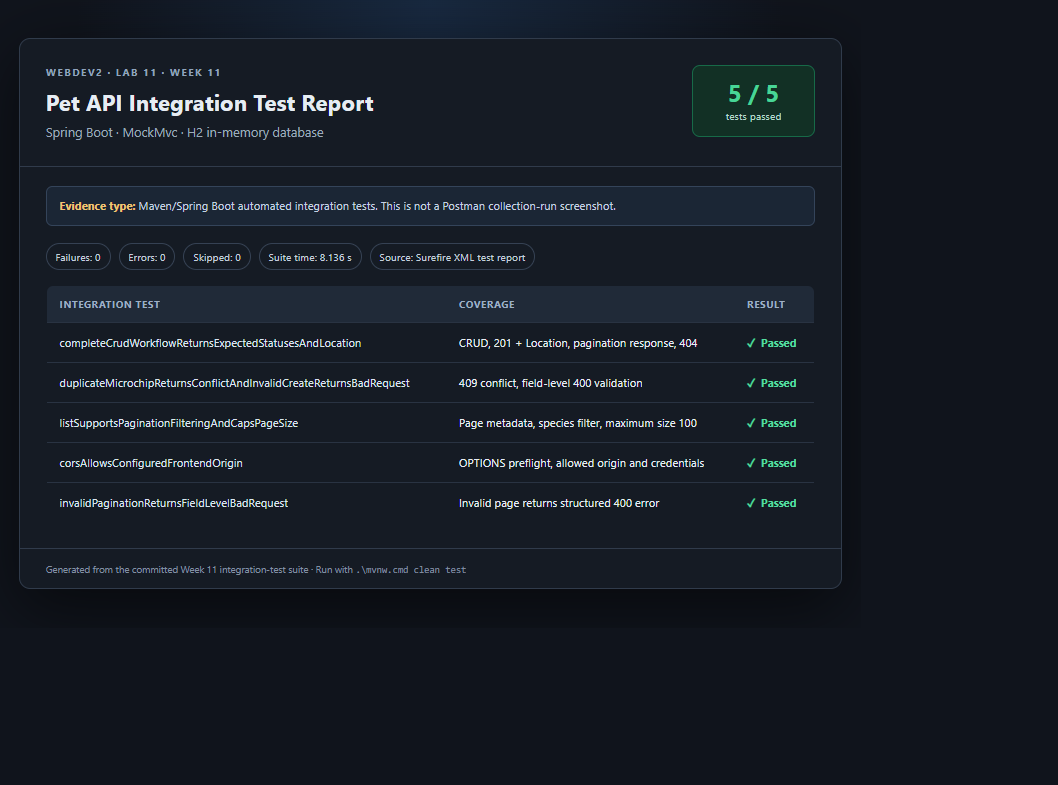 WEBDEV2 · LAB 11 · WEEK 11
Pet API Integration Test Report
Spring Boot · MockMvc · H2 in-memory database
5 / 5
tests passed
Evidence type: Maven/Spring Boot automated integration tests. This is not a Postman collection-run screenshot.
Failures: 0 Errors: 0 Skipped: 0 Suite time: 8.136 s Source: Surefire XML test report
INTEGRATION TEST COVERAGE RESULT
completeCrudWorkflowReturnsExpectedStatusesAndLocation CRUD, 201 + Location, pagination response, 404 ✓ Passed
duplicateMicrochipReturnsConflictAndInvalidCreateReturnsBadRequest 409 conflict, field-level 400 validation ✓ Passed
listSupportsPaginationFilteringAndCapsPageSize Page metadata, species filter, maximum size 100 ✓ Passed
corsAllowsConfiguredFrontendOrigin OPTIONS preflight, allowed origin and credentials ✓ Passed
invalidPaginationReturnsFieldLevelBadRequest Invalid page returns structured 400 error ✓ Passed
Generated from the committed Week 11 integration-test suite · Run with .\mvnw.cmd clean test